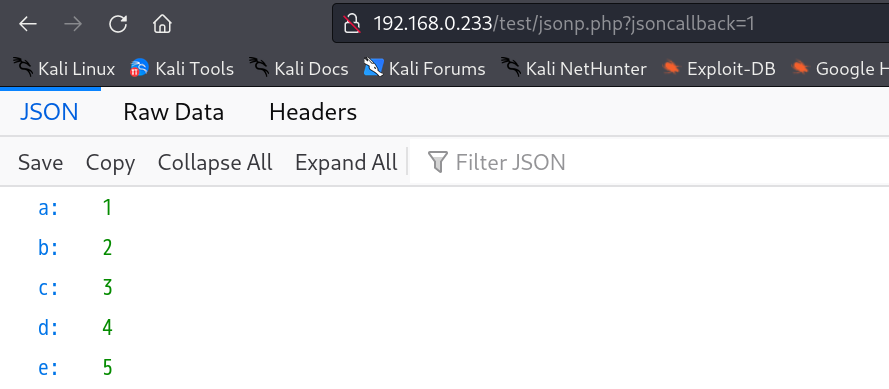 192.168.0.233/test/jsonp.php?jsoncallback=1
Kali Linux Kali Tools Kali Docs Kali Forums Kali NetHunter Exploit-DB Google H
JSON Raw Data Headers
Save Copy Collapse All Expand All Filter JSON
a: 1
b: 2
c: 3
d: 4
e: 5